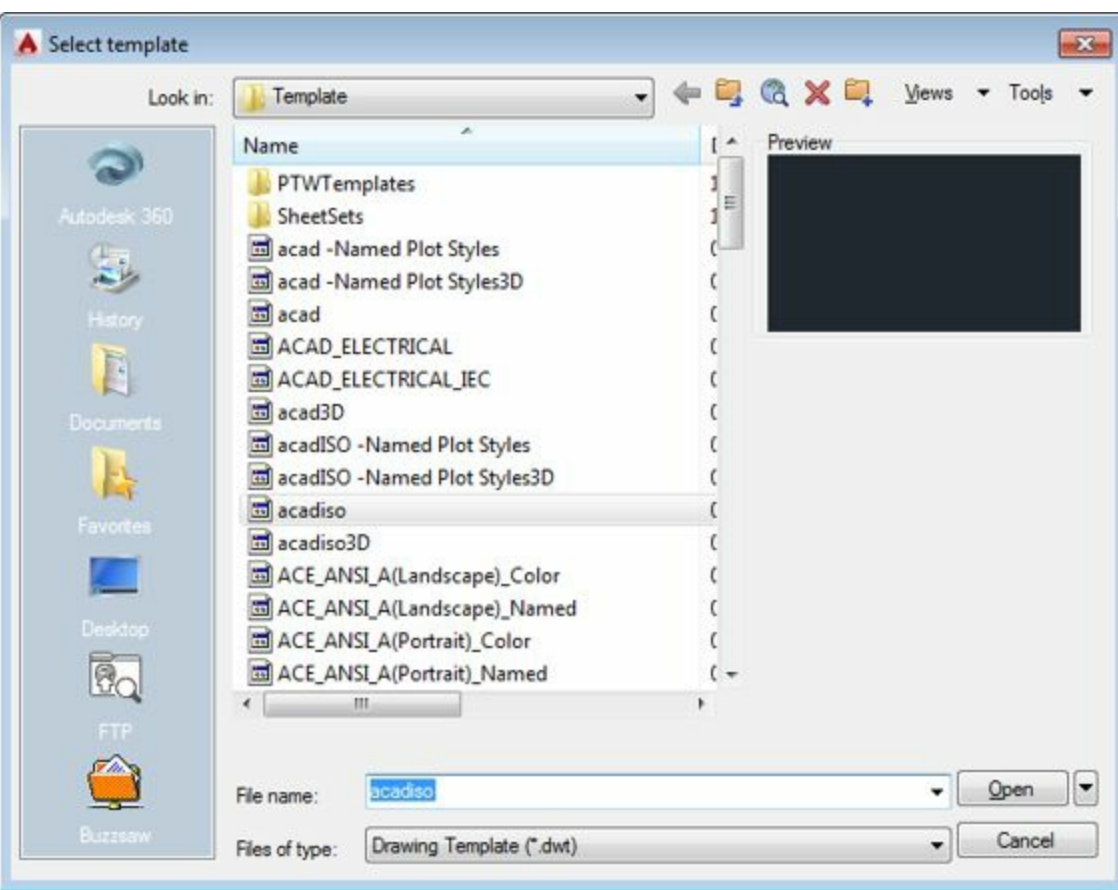 Select template
Look in: Template Views Tools
Name
Preview
PTWTemplates
SheetSets
acad -Named Plot Styles
acad -Named Plot Styles3D
acad
ACAD_ELECTRICAL
ACAD_ELECTRICAL_IEC
acad3D
acadISO -Named Plot Styles
acadISO -Named Plot Styles3D
acadiso
acadiso3D
ACE_ANSI_A(Landscape)_Color
ACE_ANSI_A(Landscape)_Named
ACE_ANSI_A(Portrait)_Color
ACE_ANSI_A(Portrait)_Named
Autodesk 360
History
Documents
Favorites
Desktop
FTP
Buzzsaw
File name: acadiso Open
Files of type: Drawing Template (*.dwt) Cancel